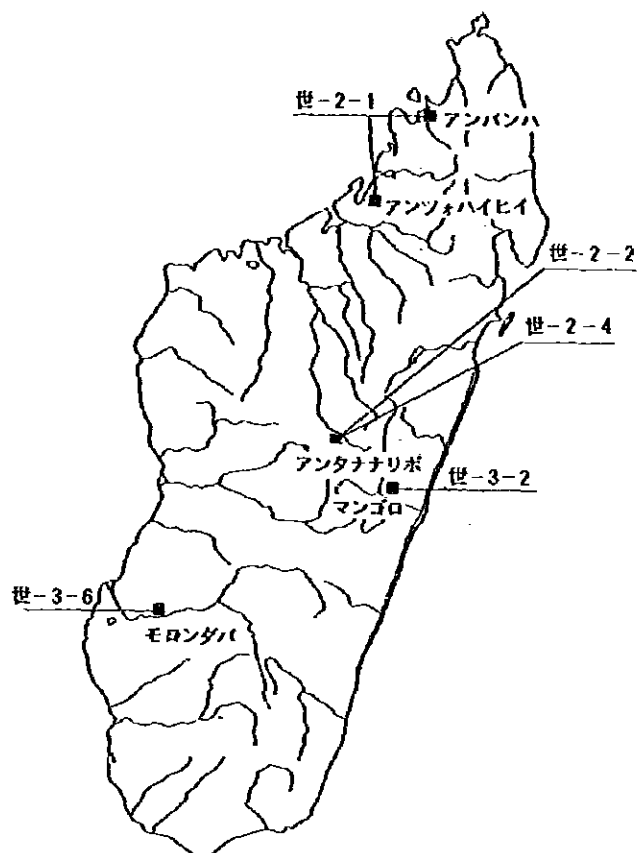 世-2-1
アンバンハ
アンツォハイヒイ
世-2-2
世-2-4
アンタナナリボ
世-3-2
マンゴロ
世-3-6
モロンダバ